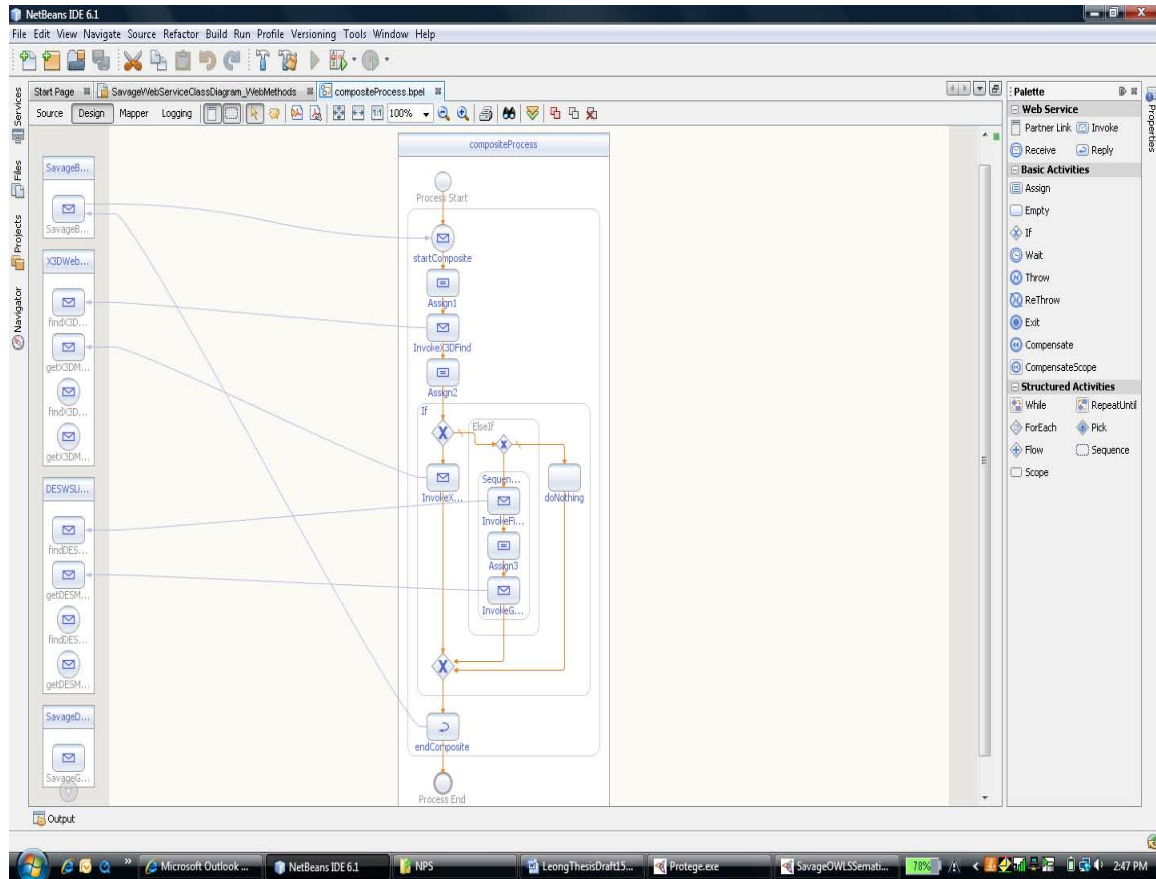 NetBeans IDE 6.1
File Edit View Navigate Source Refactor Build Run Profile Versioning Tools Window Help
Start Page SavageWebServiceClassDiagram_WebMethods compositeProcess.bpel
Source Design Mapper Logging 1:1 100%
Services
Files
Projects
Navigator
SavageB...
SavageB...
X3DWeb...
findX3D...
getX3DM...
findX3D...
getX3DM...
DESWSLi...
findDES...
getDESM...
findDES...
getDESM...
SavageD...
SavageG...
compositeProcess
Process Start
startComposite
Assign1
InvokeX3DFind
Assign2
If
ElseIf
InvokeX...
Sequen...
InvokeFi...
Assign3
InvokeG...
doNothing
endComposite
Process End
Palette
Web Service
Partner Link Invoke
Receive Reply
Basic Activities
Assign
Empty
If
Wait
Throw
ReThrow
Exit
Compensate
CompensateScope
Structured Activities
While RepeatUntil
ForEach Pick
Flow Sequence
Scope
Properties
Output
Microsoft Outlook ... NetBeans IDE 6.1 NPS LeongThesisDraft15... Protege.exe SavageOWLSSemati... 78% 2:47 PM